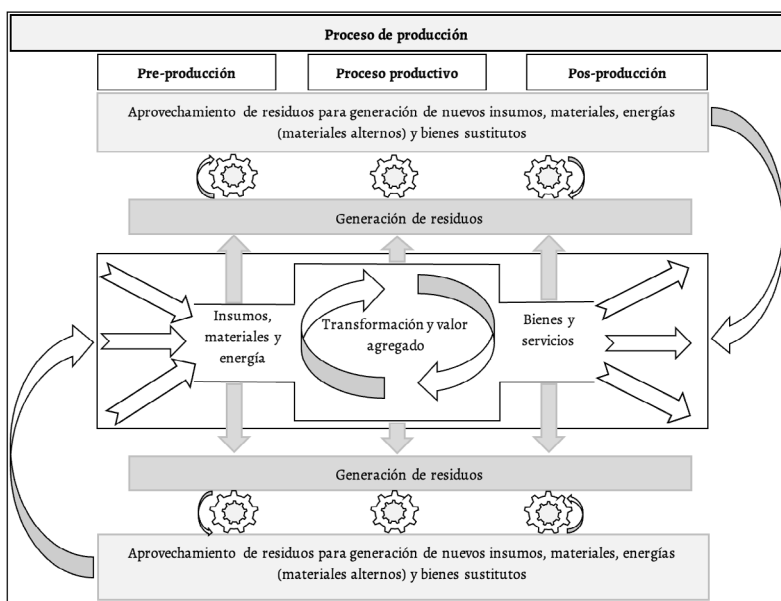 Proceso de producción
Pre-producción
Proceso productivo
Pos-producción
Aprovechamiento de residuos para generación de nuevos insumos, materiales, energías
(materiales alternos) y bienes sustitutos
Generación de residuos
Insumos,
materiales y
energía
Transformación y valor
agregado
Bienes y
servicios
Generación de residuos
Aprovechamiento de residuos para generación de nuevos insumos, materiales, energías
(materiales alternos) y bienes sustitutos